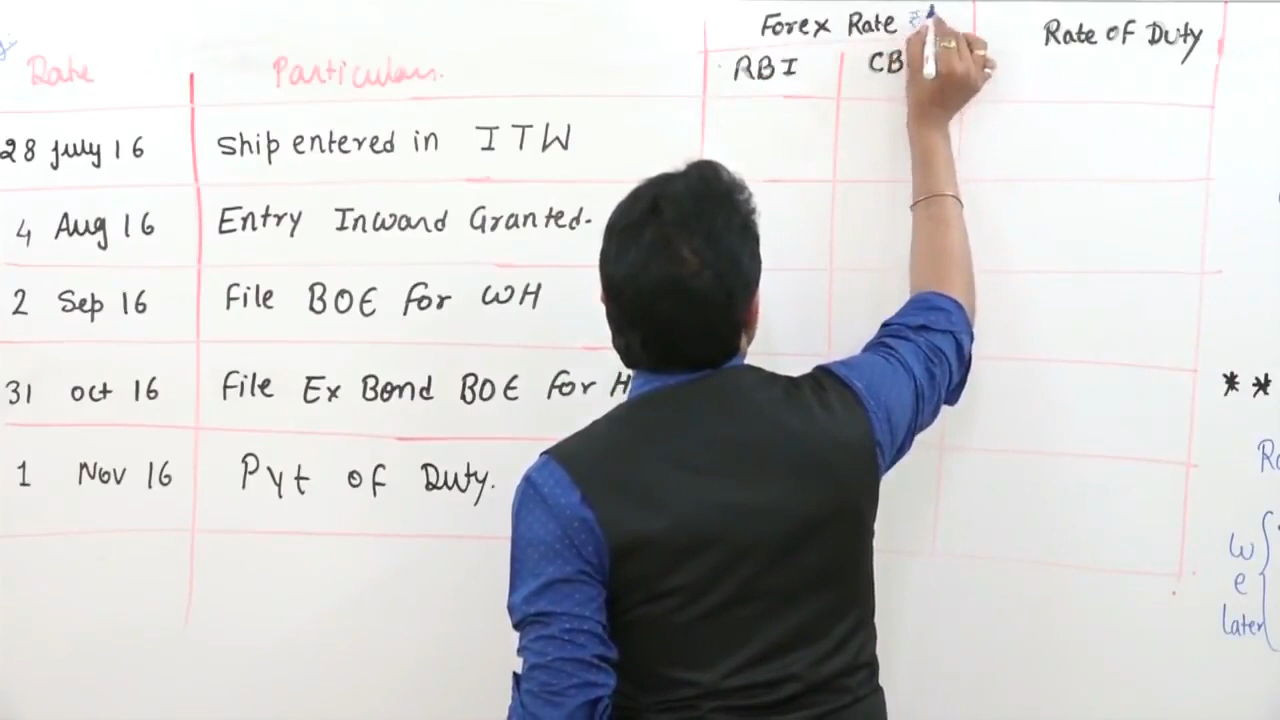 Forex Rate ₹
Rate Of Duty
Date Particulars.
RBI CB
28 July 16 Ship entered in ITW
4 Aug 16 Entry Inward Granted.
2 Sep 16 File BOE for WH
31 oct 16 File Ex Bond BOE for H
1 Nov 16 Pyt of Duty.
**
W
e
later